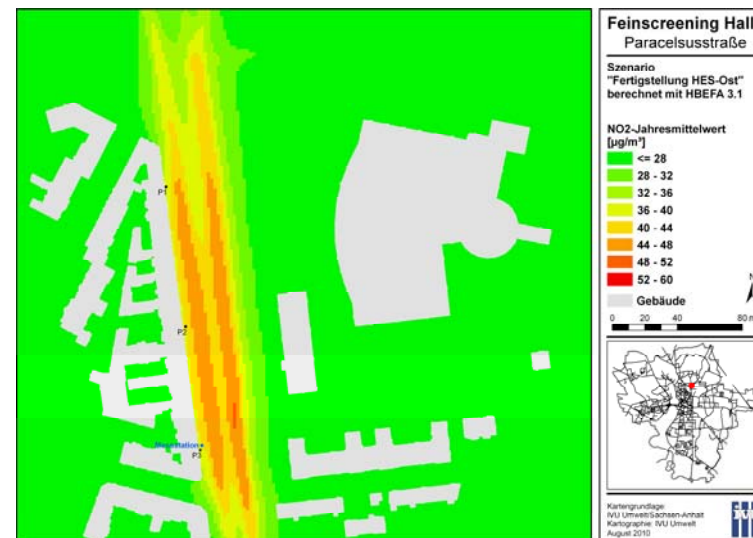 Feinscreening Hall
Paracelsusstraße
Szenario
"Fertigstellung HES-Ost"
berechnet mit HBEFA 3.1
NO2-Jahresmittelwert
[µg/m³]
<= 28
28 - 32
32 - 36
36 - 40
40 - 44
44 - 48
48 - 52
52 - 60
Gebäude
N
0 20 40 80 m
P1
P2
Messstation
P3
Kartengrundlage:
IVU Umwelt/Sachsen-Anhalt
Kartographie: IVU Umwelt
August 2010